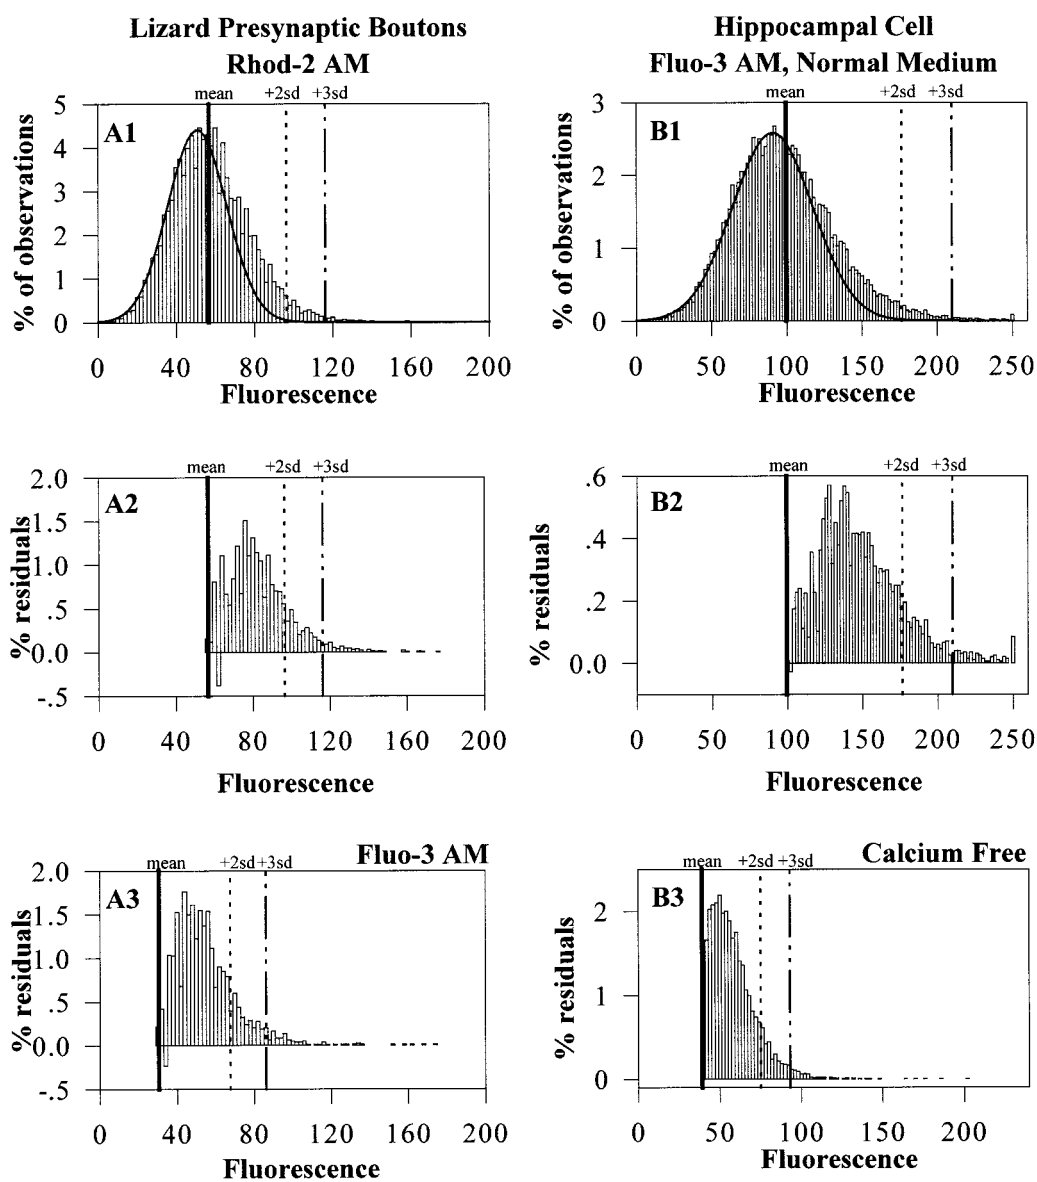 Lizard Presynaptic Boutons
Rhod-2 AM
Hippocampal Cell
Fluo-3 AM, Normal Medium
mean +2sd +3sd
A1
% of observations
5
4
3
2
1
0
0 40 80 120 160 200
Fluorescence
mean +2sd +3sd
B1
% of observations
3
2
1
0
0 50 100 150 200 250
Fluorescence
mean +2sd +3sd
A2
% residuals
2.0
1.5
1.0
.5
0.0
-.5
0 40 80 120 160 200
Fluorescence
mean +2sd +3sd
B2
% residuals
.6
.4
.2
0.0
0 50 100 150 200 250
Fluorescence
Fluo-3 AM
mean +2sd +3sd
A3
% residuals
2.0
1.5
1.0
.5
0.0
-.5
0 40 80 120 160 200
Fluorescence
Calcium Free
mean +2sd +3sd
B3
% residuals
2
1
0
0 50 100 150 200
Fluorescence